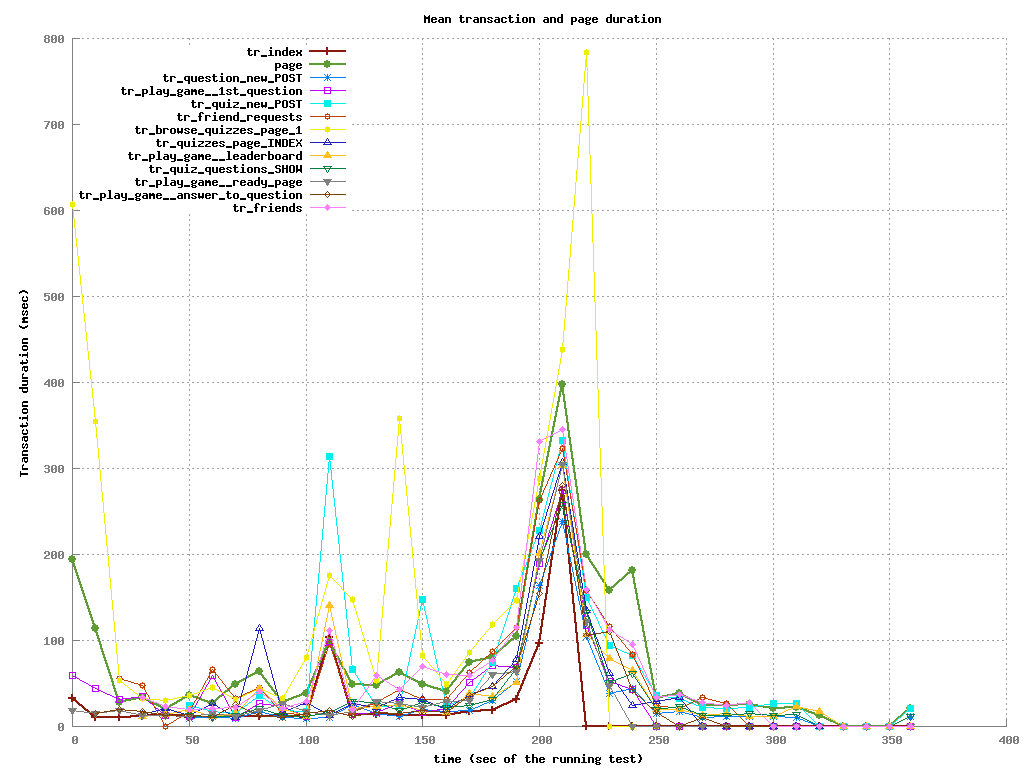 Mean transaction and page duration
800
700
600
500
400
300
200
100
0
Transaction duration (msec)
tr_index
page
tr_question_new_POST
tr_play_game__1st_question
tr_quiz_new_POST
tr_friend_requests
tr_browse_quizzes_page_1
tr_quizzes_page_INDEX
tr_play_game__leaderboard
tr_quiz_questions_SHOW
tr_play_game__ready_page
tr_play_game__answer_to_question
tr_friends
0 50 100 150 200 250 300 350 400
time (sec of the running test)